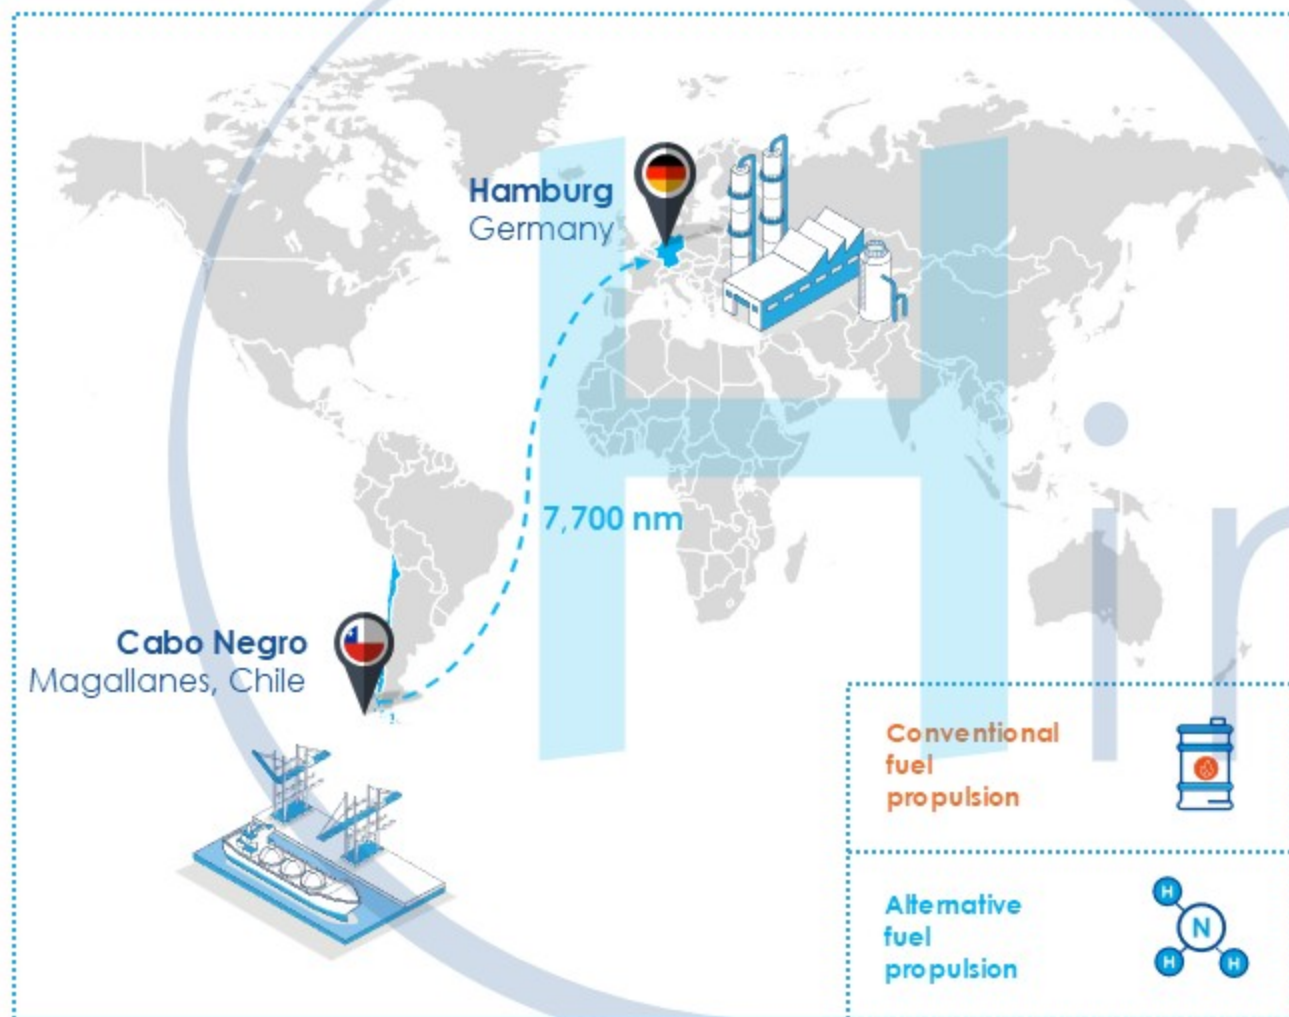 Hamburg
Germany
7,700 nm
Cabo Negro
Magallanes, Chile
Conventional
fuel
propulsion
Alternative
fuel
propulsion
H
N
H
H